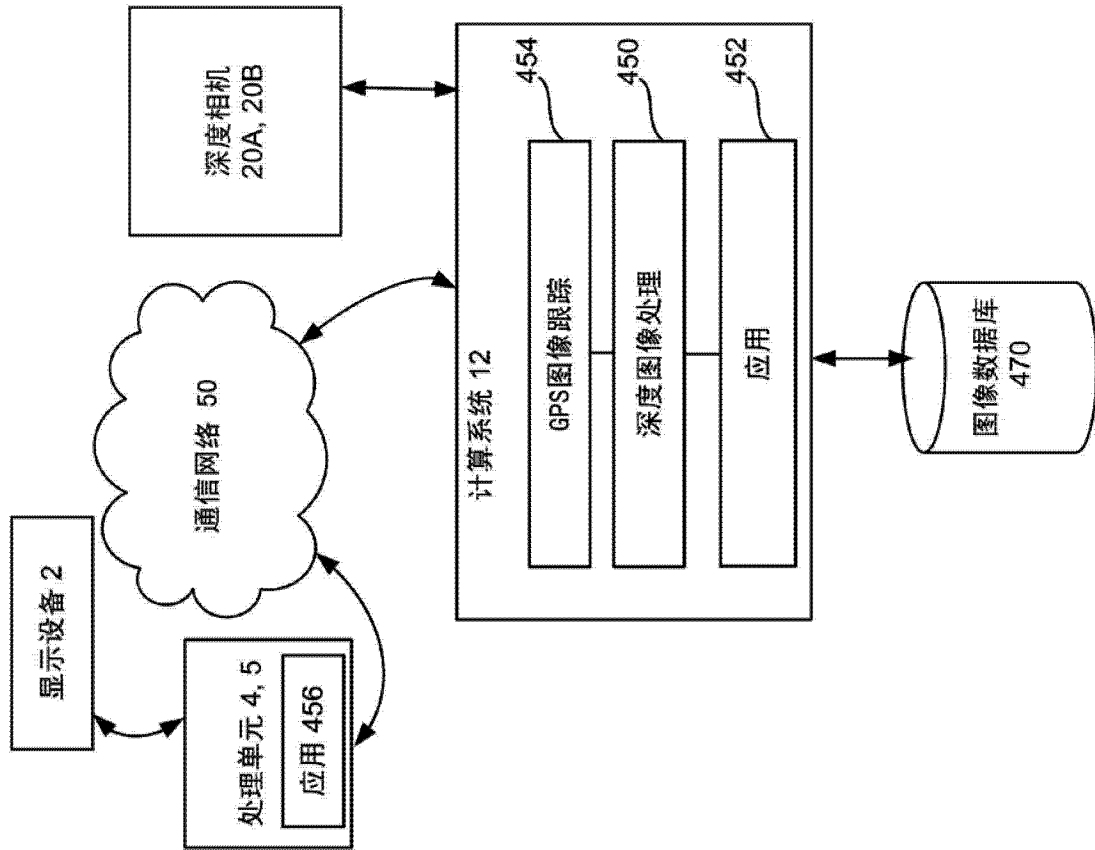 显示设备 2
处理单元 4, 5
应用 456
通信网络 50
深度相机
20A, 20B
计算系统 12
GPS图像跟踪
454
深度图像处理
450
应用
452
图像数据库
470